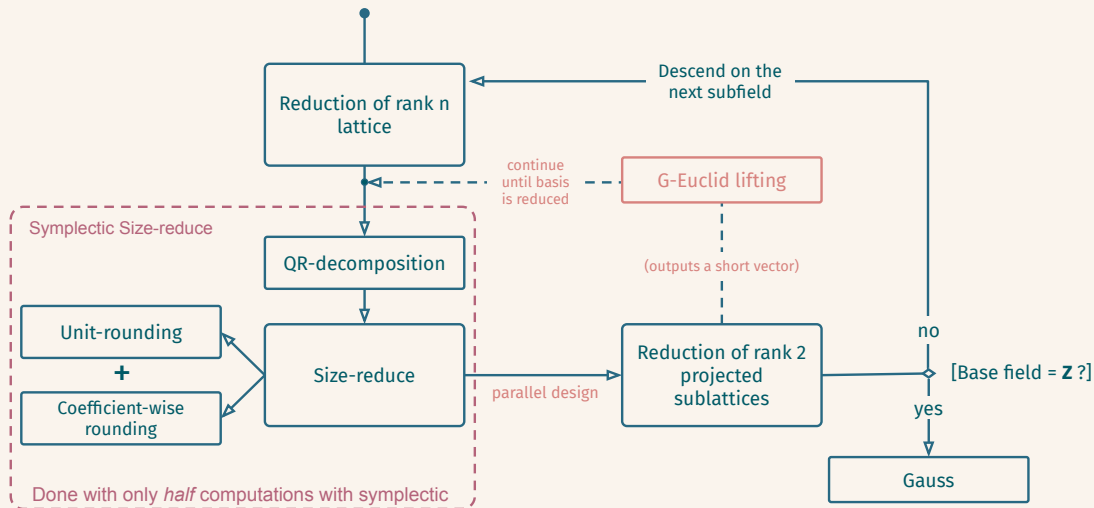 Descend on the
next subfield
Reduction of rank n
lattice
continue
until basis
is reduced
G-Euclid lifting
Symplectic Size-reduce
QR-decomposition
(outputs a short vector)
Unit-rounding
+
Coefficient-wise
rounding
Size-reduce
parallel design
Reduction of rank 2
projected
sublattices
no
[Base field = Z ?]
yes
Gauss
Done with only half computations with symplectic